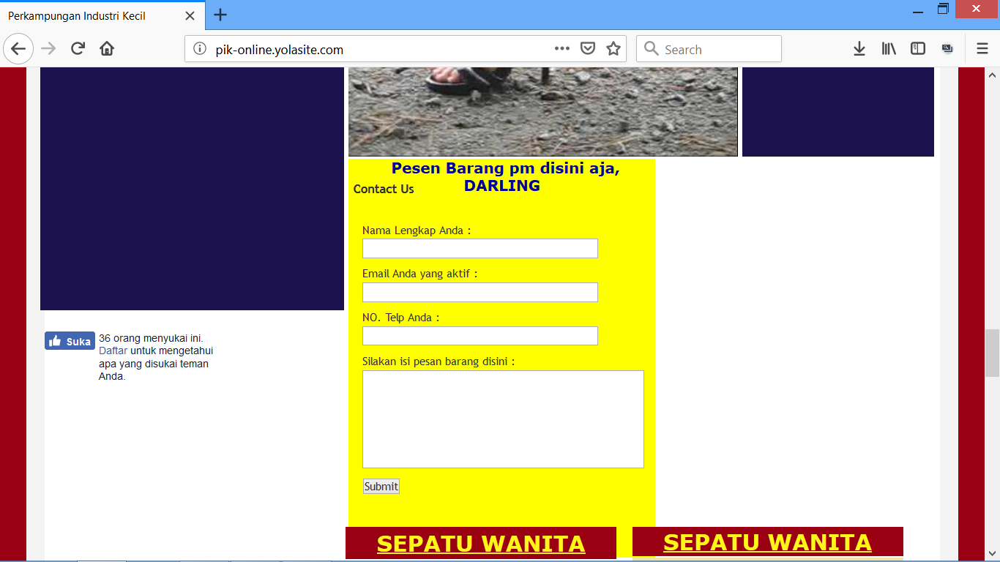 Perkampungan Industri Kecil
pik-online.yolasite.com
Search
Pesen Barang pm disini aja,
DARLING
Contact Us
Nama Lengkap Anda :
Email Anda yang aktif :
NO. Telp Anda :
Suka
36 orang menyukai ini.
Daftar untuk mengetahui
apa yang disukai teman
Anda.
Silakan isi pesan barang disini :
Submit
SEPATU WANITA
SEPATU WANITA